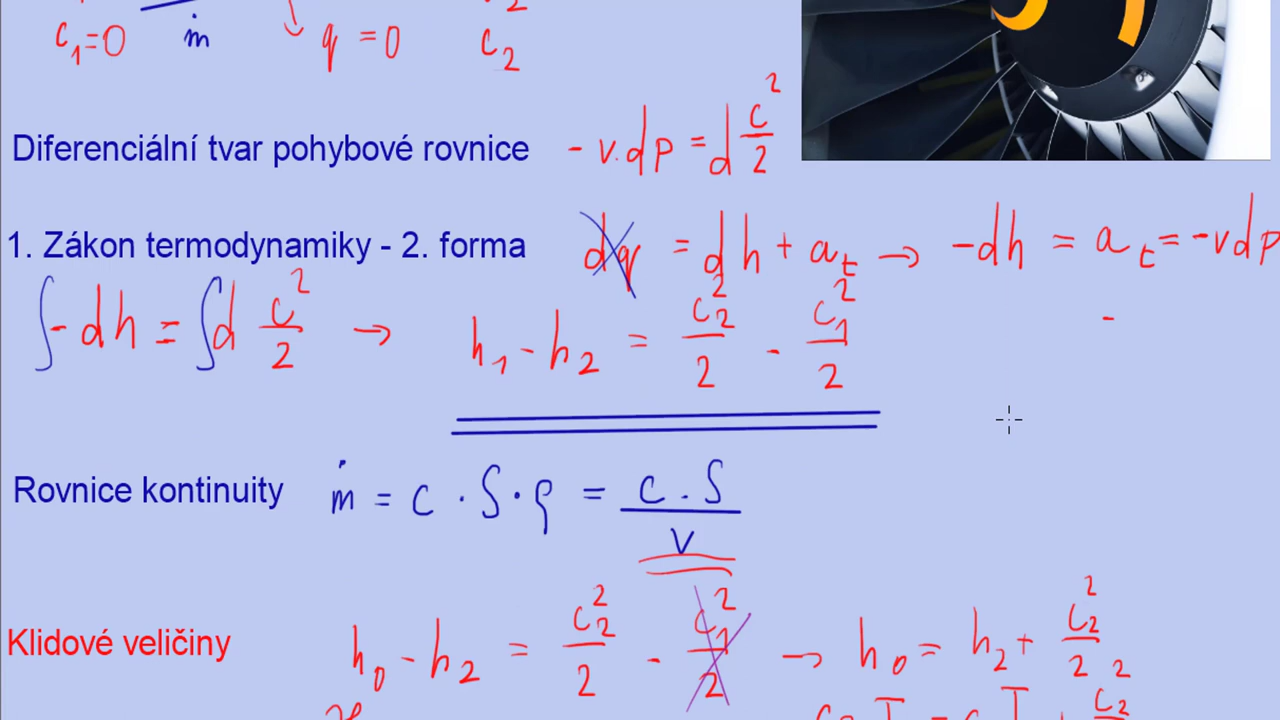 c₁=0 ṁ q = 0 c₂
Diferenciální tvar pohybové rovnice - v.dp = d c²/2
1. Zákon termodynamiky - 2. forma dq = dh + a_t → -dh = a_t = -vdp
∫-dh = ∫d c²/2 → h₁ - h₂ = c₂²/2 - c₁²/2 -
Rovnice kontinuity ṁ = c . S . ρ = c . S / v
Klidové veličiny h₀ - h₂ = c₂²/2 - c₁²/2 → h₀ = h₂ + c₂²/2